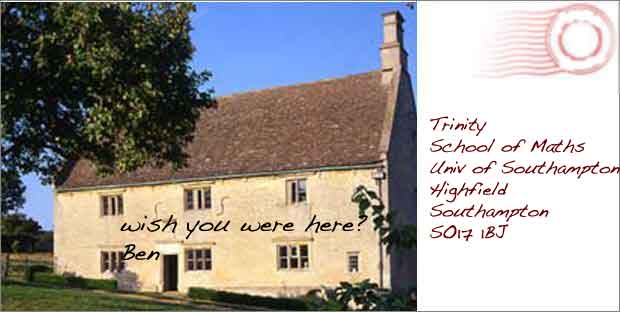 wish you were here?
Ben
Trinity
School of Maths
Univ of Southampton
Highfield
Southampton
SO17 1BJ